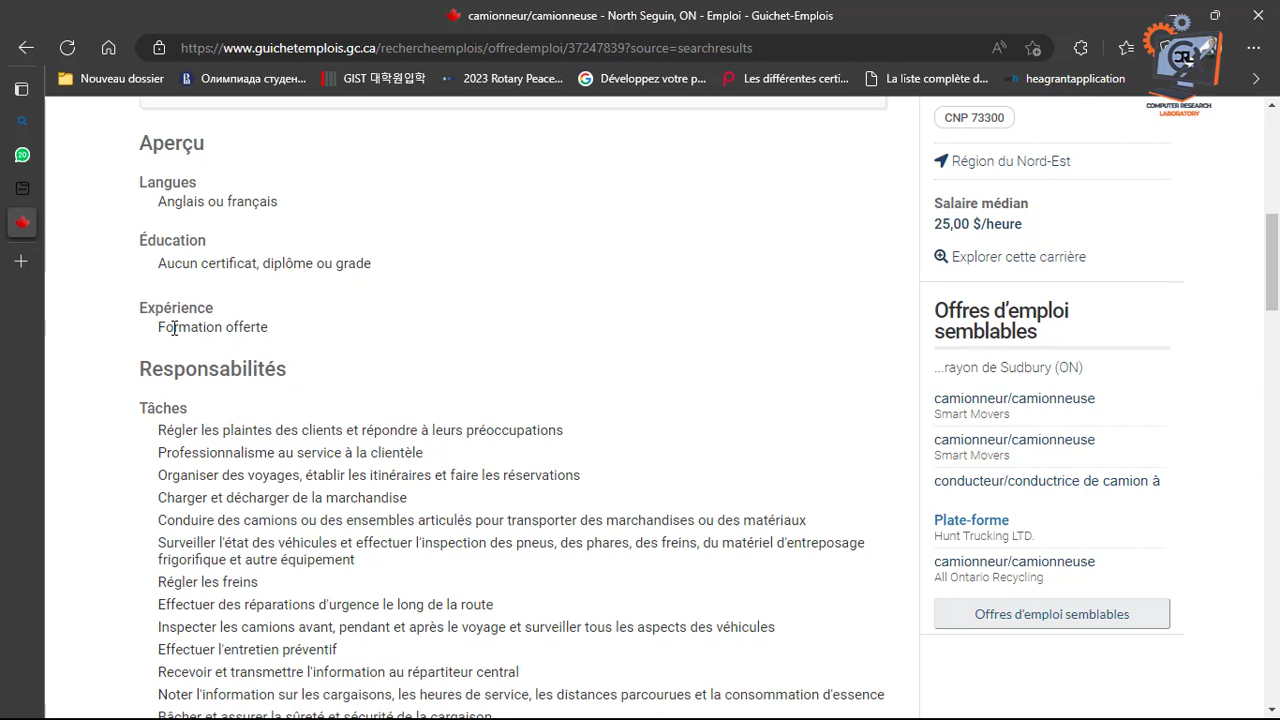 camionneur/camionneuse - North Seguin, ON - Emploi - Guichet-Emplois
https://www.guichetemplois.gc.ca/rechercheemplois/offredemploi/37247839?source=searchresults
Nouveau dossier
Олимпиада студен...
GIST 대학원입학
2023 Rotary Peace...
Développez votre p...
Les différentes certi...
La liste complète d...
wh heagrantapplication
CRL
COMPUTER RESEARCH
LABORATORY
20
Aperçu
Langues
Anglais ou français
Éducation
Aucun certificat, diplôme ou grade
Expérience
Formation offerte
Responsabilités
Tâches
Régler les plaintes des clients et répondre à leurs préoccupations
Professionnalisme au service à la clientèle
Organiser des voyages, établir les itinéraires et faire les réservations
Charger et décharger de la marchandise
Conduire des camions ou des ensembles articulés pour transporter des marchandises ou des matériaux
Surveiller l'état des véhicules et effectuer l'inspection des pneus, des phares, des freins, du matériel d'entreposage
frigorifique et autre équipement
Régler les freins
Effectuer des réparations d'urgence le long de la route
Inspecter les camions avant, pendant et après le voyage et surveiller tous les aspects des véhicules
Effectuer l'entretien préventif
Recevoir et transmettre l'information au répartiteur central
Noter l'information sur les cargaisons, les heures de service, les distances parcourues et la consommation d'essence
Bâcher et assurer la sûreté et sécurité de la cargaison
CNP 73300
Région du Nord-Est
Salaire médian
25,00 $/heure
Explorer cette carrière
Offres d'emploi
semblables
...rayon de Sudbury (ON)
camionneur/camionneuse
Smart Movers
camionneur/camionneuse
Smart Movers
conducteur/conductrice de camion à
Plate-forme
Hunt Trucking LTD.
camionneur/camionneuse
All Ontario Recycling
Offres d'emploi semblables